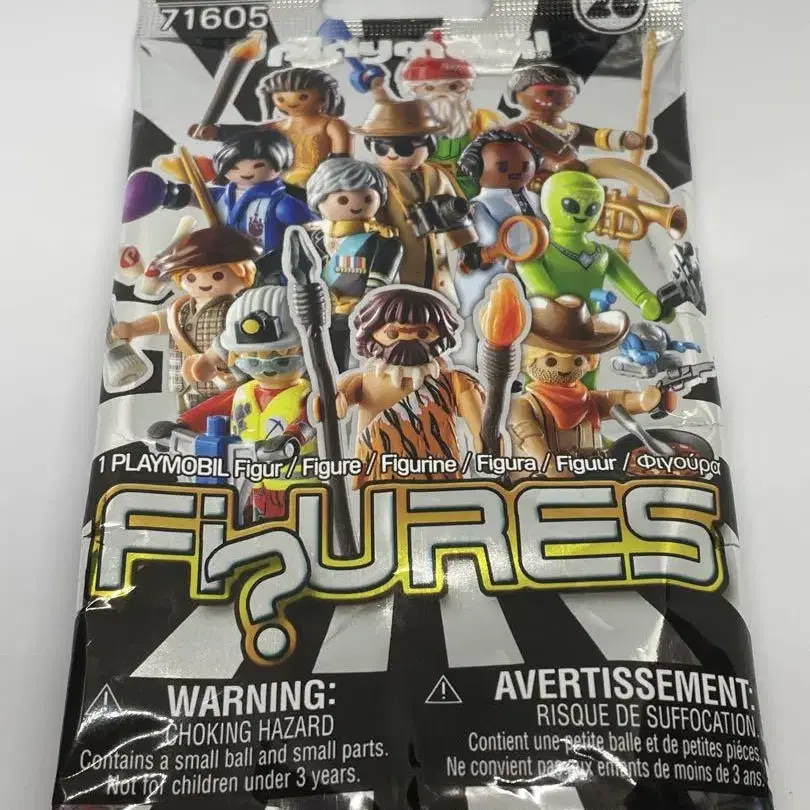 71605
playmobil
1 PLAYMOBIL Figur / Figure / Figurine / Figura / Figuur / Φιγούρα
Fi?URES
WARNING:
CHOKING HAZARD
Contains a small ball and small parts.
Not for children under 3 years.
AVERTISSEMENT:
RISQUE DE SUFFOCATION.
Contient une petite balle et de petites pièces.
Ne convient pas aux enfants de moins de 3 ans.